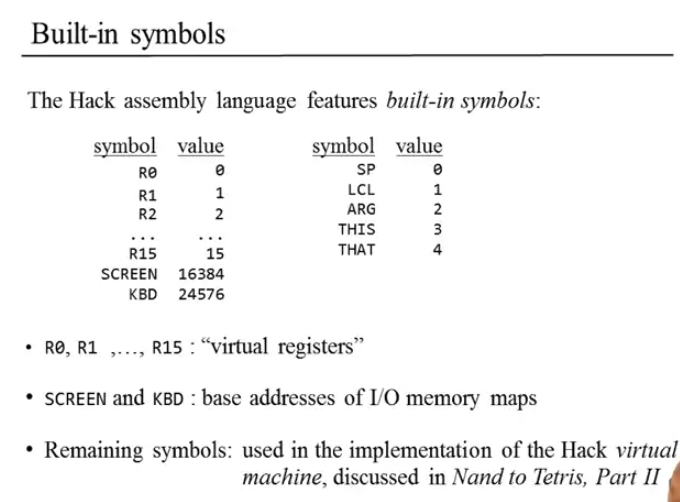 Built-in symbols
The Hack assembly language features built-in symbols:
symbol value symbol value
R0 0 SP 0
R1 1 LCL 1
R2 2 ARG 2
... ... THIS 3
R15 15 THAT 4
SCREEN 16384
KBD 24576
• R0, R1 ,…, R15 : “virtual registers”
• SCREEN and KBD : base addresses of I/O memory maps
• Remaining symbols: used in the implementation of the Hack virtual
machine, discussed in Nand to Tetris, Part II